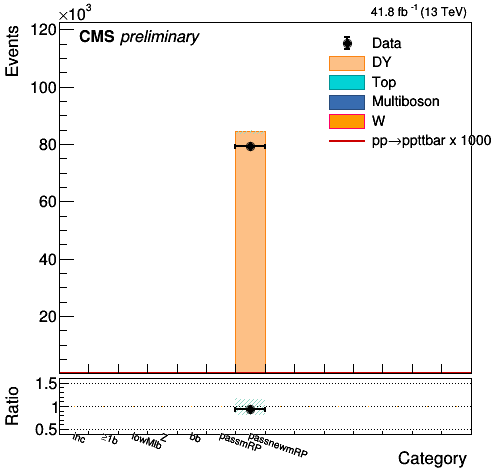 ×10³
41.8 fb⁻¹ (13 TeV)
Events
CMS preliminary
120
100
80
60
40
20
Data
DY
Top
Multiboson
W
pp→ppttbar x 1000
Ratio
1.5
1
0.5
inc
≥1b
lowMlb
Z
bb
passmRP
passnewmRP
Category